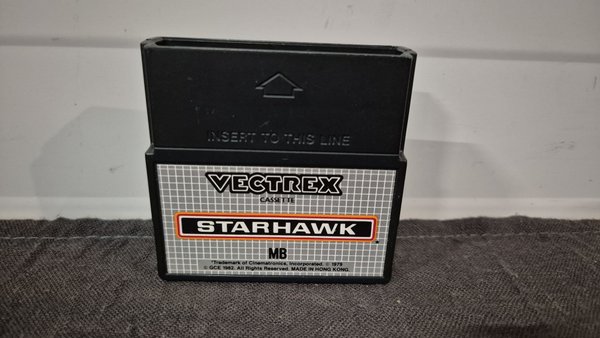 INSERT TO THIS LINE
VECTREX
CASSETTE
STARHAWK
MB
*Trademark of Cinematronics, Incorporated, © 1979
© GCE 1982. All Rights Reserved. MADE IN HONG KONG.